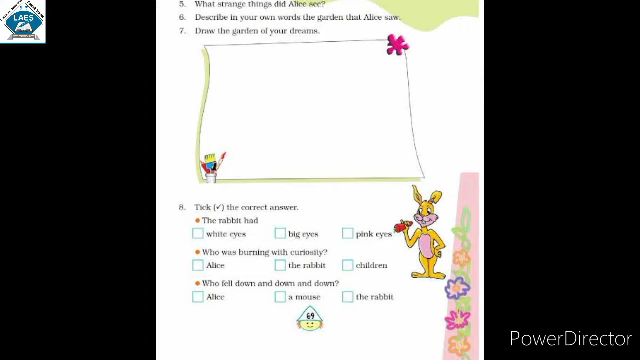 LAES
5. What strange things did Alice see?
6. Describe in your own words the garden that Alice saw.
7. Draw the garden of your dreams.
8. Tick (✓) the correct answer.
• The rabbit had
white eyes big eyes pink eyes
• Who was burning with curiosity?
Alice the rabbit children
• Who fell down and down and down?
Alice a mouse the rabbit
69
PowerDirector